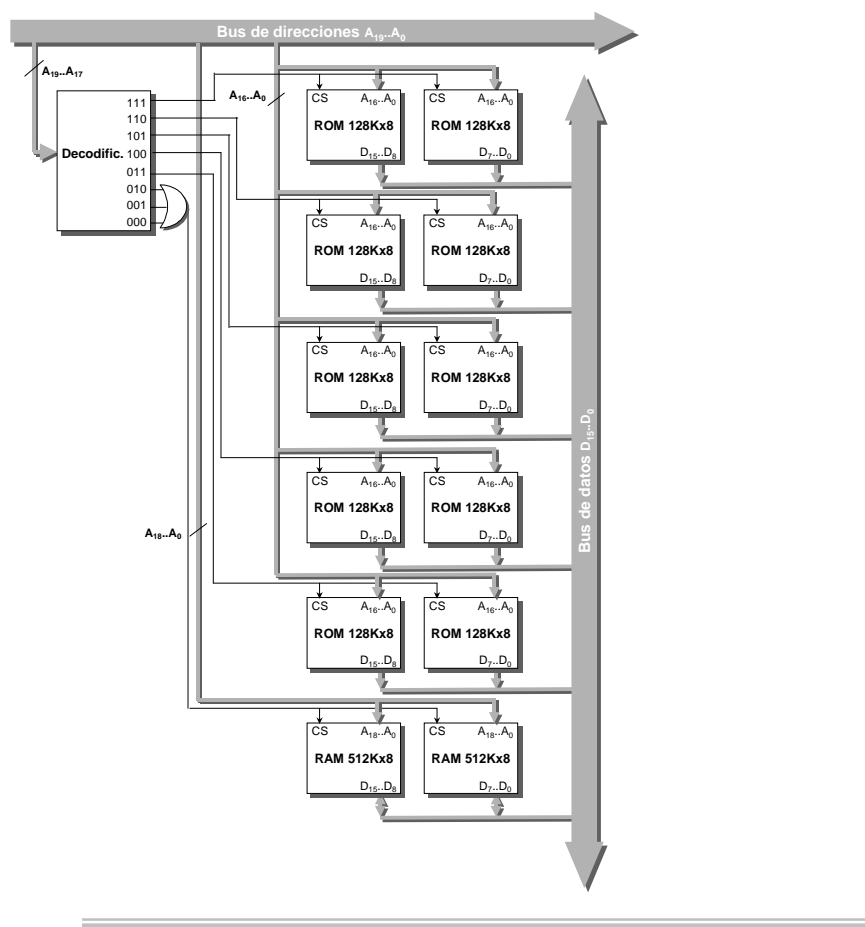 Bus de direcciones A₁₉..A₀
A₁₉..A₁₇
A₁₆..A₀
Decodific.
111
110
101
100
011
010
001
000
CS A₁₆..A₀ CS A₁₆..A₀
ROM 128Kx8 ROM 128Kx8
D₁₅..D₈ D₇..D₀
CS A₁₆..A₀ CS A₁₆..A₀
ROM 128Kx8 ROM 128Kx8
D₁₅..D₈ D₇..D₀
CS A₁₆..A₀ CS A₁₆..A₀
ROM 128Kx8 ROM 128Kx8
D₁₅..D₈ D₇..D₀
CS A₁₆..A₀ CS A₁₆..A₀
ROM 128Kx8 ROM 128Kx8
D₁₅..D₈ D₇..D₀
A₁₈..A₀
CS A₁₆..A₀ CS A₁₆..A₀
ROM 128Kx8 ROM 128Kx8
D₁₅..D₈ D₇..D₀
CS A₁₈..A₀ CS A₁₈..A₀
RAM 512Kx8 RAM 512Kx8
D₁₅..D₈ D₇..D₀
Bus de datos D₁₅..D₀